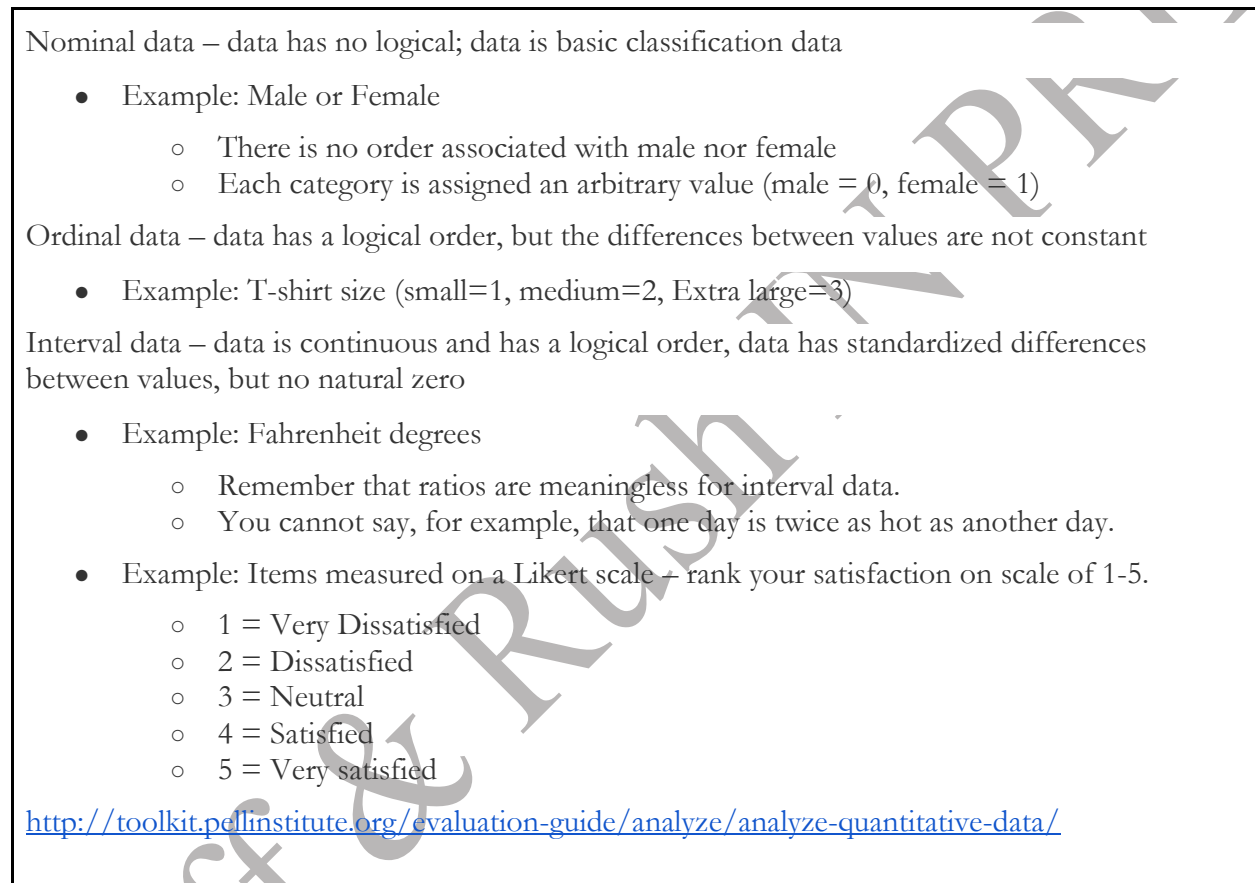 Nominal data – data has no logical; data is basic classification data
● Example: Male or Female
○ There is no order associated with male nor female
○ Each category is assigned an arbitrary value (male = 0, female = 1)
Ordinal data – data has a logical order, but the differences between values are not constant
● Example: T-shirt size (small=1, medium=2, Extra large=3)
Interval data – data is continuous and has a logical order, data has standardized differences
between values, but no natural zero
● Example: Fahrenheit degrees
○ Remember that ratios are meaningless for interval data.
○ You cannot say, for example, that one day is twice as hot as another day.
● Example: Items measured on a Likert scale – rank your satisfaction on scale of 1-5.
○ 1 = Very Dissatisfied
○ 2 = Dissatisfied
○ 3 = Neutral
○ 4 = Satisfied
○ 5 = Very satisfied
http://toolkit.pellinstitute.org/evaluation-guide/analyze/analyze-quantitative-data/
& Rush